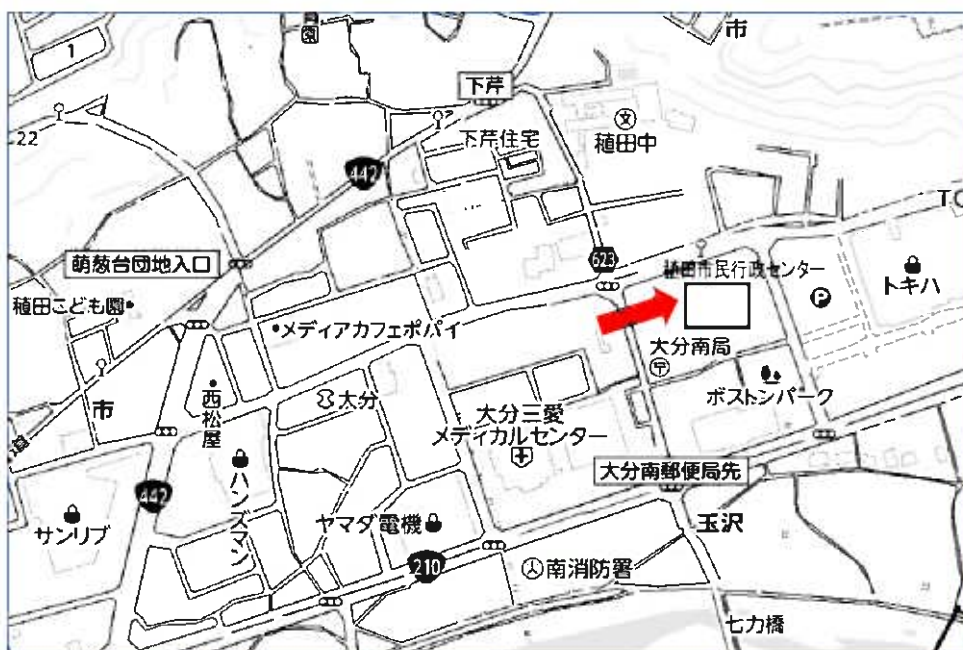 市
1
下芹
22
稙田中
下芹住宅
442
TO
萌葱台団地入口
623
稙田市民行政センター
トキハ
稙田こども園
P
メディアカフェポパイ
大分南局
市
西松屋
大分
大分三愛
メディカルセンター
ボストンパーク
大分南郵便局先
442
ハンズマン
サンリブ
ヤマダ電機
玉沢
210
南消防署
七力橋